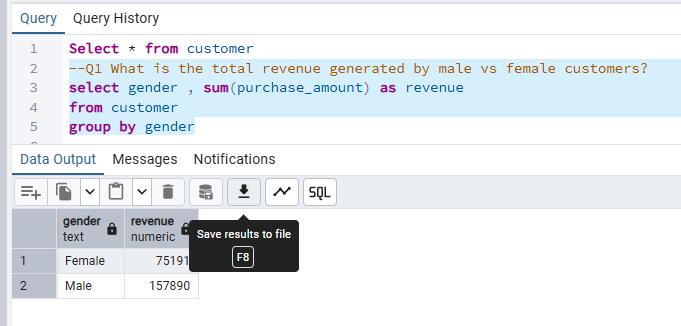 Query Query History
1 Select * from customer
2 --Q1 What is the total revenue generated by male vs female customers?
3 select gender , sum(purchase_amount) as revenue
4 from customer
5 group by gender
Data Output Messages Notifications
SQL
Save results to file
F8
gender revenue
text numeric
1 Female 75191
2 Male 157890